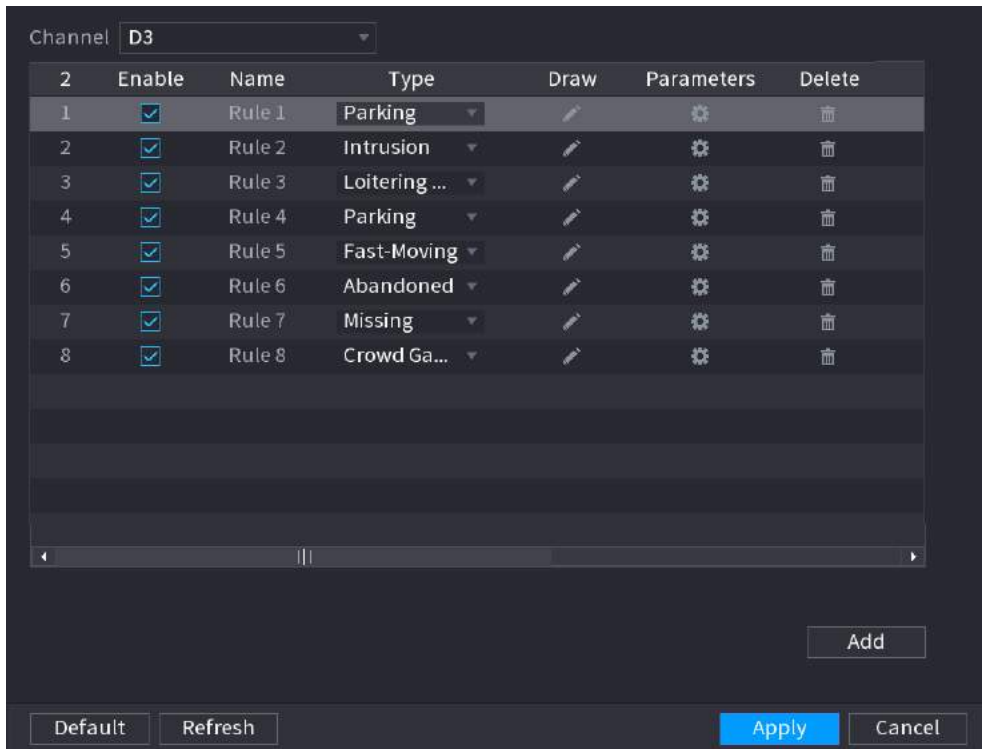 Channel D3
2 Enable Name Type Draw Parameters Delete
1 Rule 1 Parking
2 Rule 2 Intrusion
3 Rule 3 Loitering ...
4 Rule 4 Parking
5 Rule 5 Fast-Moving
6 Rule 6 Abandoned
7 Rule 7 Missing
8 Rule 8 Crowd Ga...
Add
Default Refresh Apply Cancel